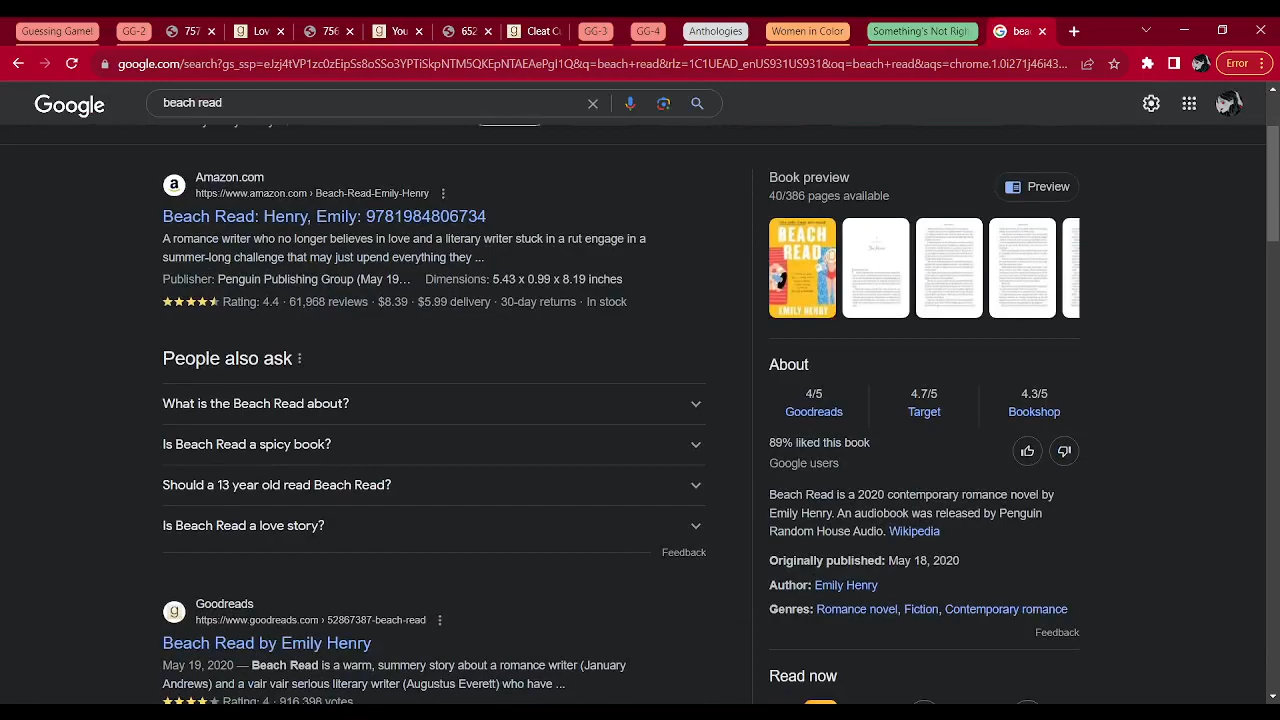 Guessing Game!
GG-2
757
Lov
756
You
652
Cleat Cu
GG-3
GG-4
Anthologies
Women in Color
Something's Not Righ
bea
google.com/search?gs_ssp=eJzj4tVP1zc0zEipSs8oSSo3YPTiSkpNTM5QKEpNTAEAePgI1Q&q=beach+read&rlz=1C1UEAD_enUS931US931&oq=beach+read&aqs=chrome.1.0i271j46i43...
Error
Google
beach read
Amazon.com
https://www.amazon.com › Beach-Read-Emily-Henry
Beach Read: Henry, Emily: 9781984806734
A romance writer who no longer believes in love and a literary writer stuck in a rut engage in a
summer-long challenge that may just upend everything they ...
Publisher: Penguin Publishing Group (May 19 ... Dimensions: 5.43 x 0.99 x 8.19 inches
Rating: 4.4 · reviews · $8.39 · $5.99 delivery · 30-day returns · In stock
People also ask
What is the Beach Read about?
Is Beach Read a spicy book?
Should a 13 year old read Beach Read?
Is Beach Read a love story?
Feedback
Goodreads
https://www.goodreads.com › 52867387-beach-read
Beach Read by Emily Henry
May 19, 2020 — Beach Read is a warm, summery story about a romance writer (January
Andrews) and a vair vair serious literary writer (Augustus Everett) who have ...
Rating: 4 · 916,398 votes
Book preview
40/386 pages available
Preview
BEACH
READ
EMILY HENRY
About
4/5
Goodreads
4.7/5
Target
4.3/5
Bookshop
89% liked this book
Google users
Beach Read is a 2020 contemporary romance novel by
Emily Henry. An audiobook was released by Penguin
Random House Audio. Wikipedia
Originally published: May 18, 2020
Author: Emily Henry
Genres: Romance novel, Fiction, Contemporary romance
Feedback
Read now